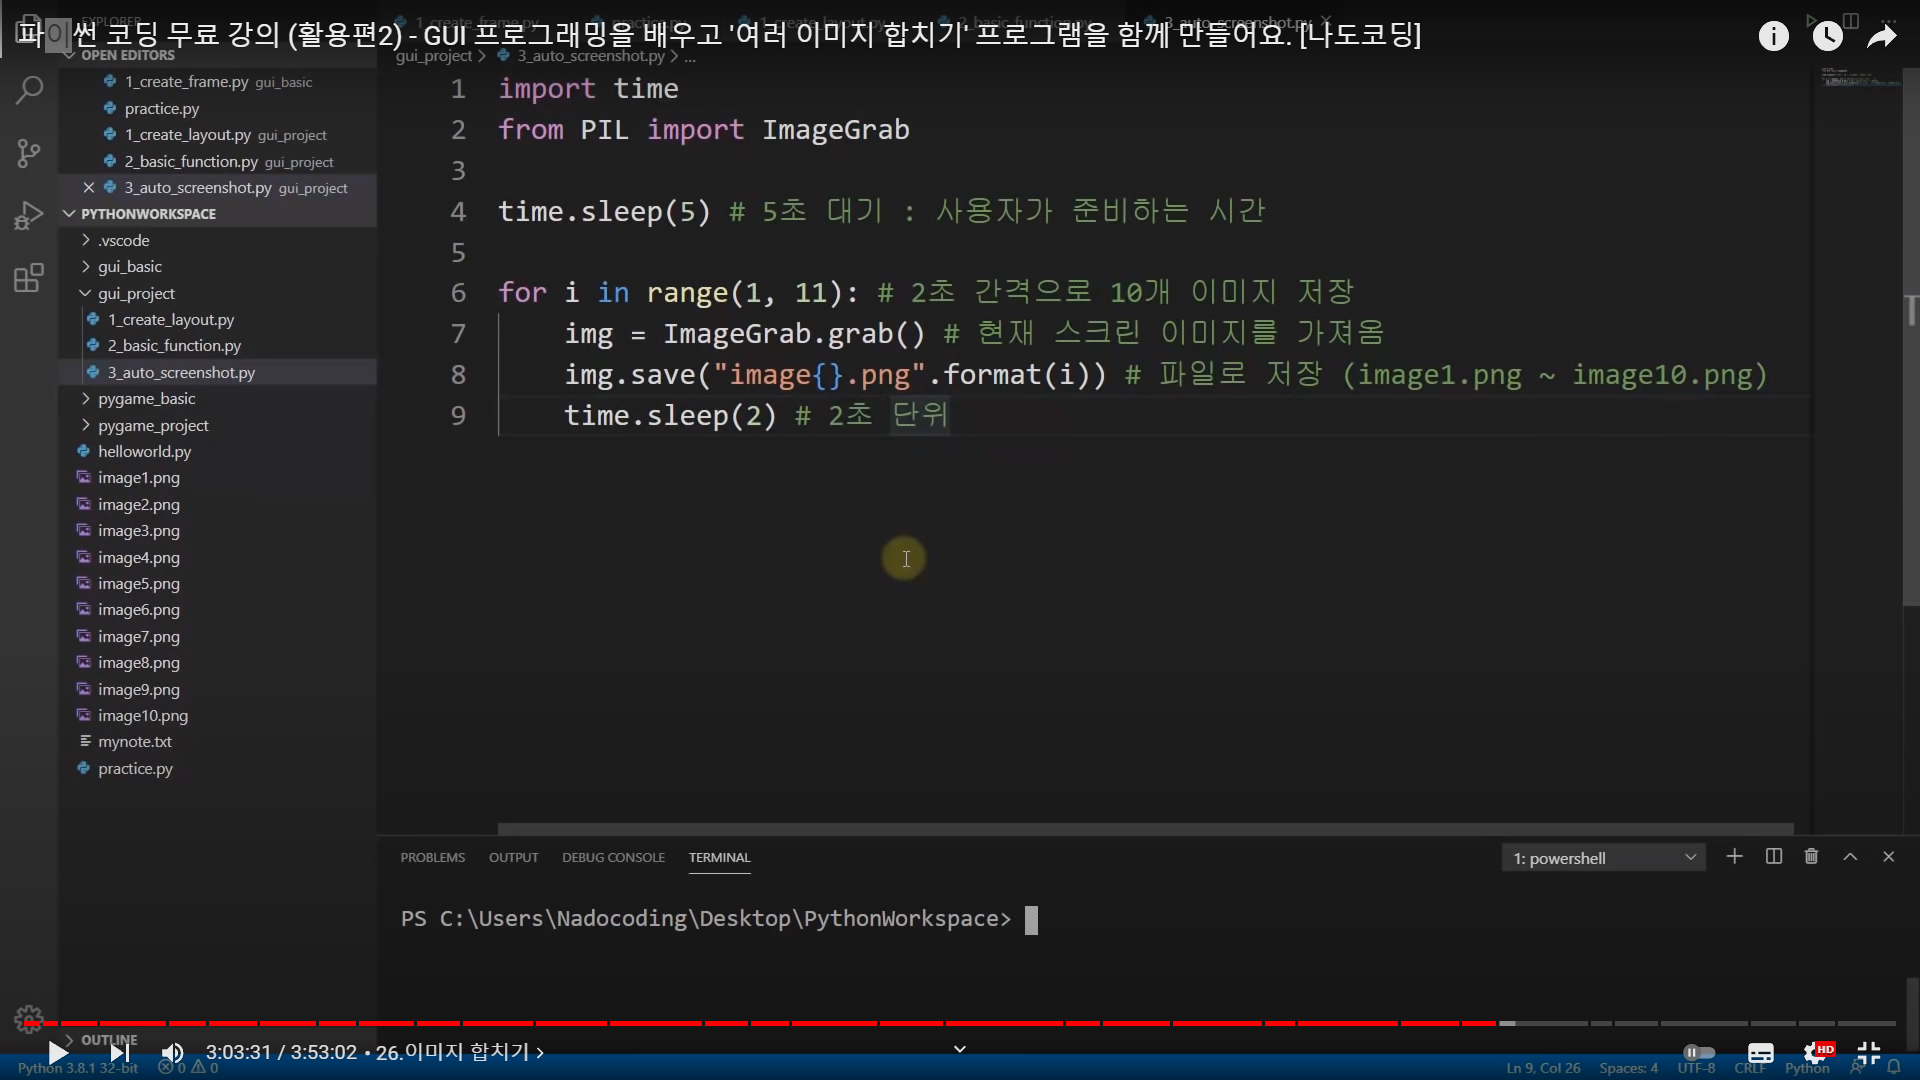 파이썬 코딩 무료 강의 (활용편2) - GUI 프로그래밍을 배우고 '여러 이미지 합치기' 프로그램을 함께 만들어요. [나도코딩]
OPEN EDITORS
1_create_frame.py gui_basic
practice.py
1_create_layout.py gui_project
2_basic_function.py gui_project
3_auto_screenshot.py gui_project
PYTHONWORKSPACE
.vscode
gui_basic
gui_project
1_create_layout.py
2_basic_function.py
3_auto_screenshot.py
pygame_basic
pygame_project
helloworld.py
image1.png
image2.png
image3.png
image4.png
image5.png
image6.png
image7.png
image8.png
image9.png
image10.png
mynote.txt
practice.py
OUTLINE
gui_project > 3_auto_screenshot.py > ...
1 import time
2 from PIL import ImageGrab
3
4 time.sleep(5) # 5초 대기 : 사용자가 준비하는 시간
5
6 for i in range(1, 11): # 2초 간격으로 10개 이미지 저장
7 img = ImageGrab.grab() # 현재 스크린 이미지를 가져옴
8 img.save("image{}.png".format(i)) # 파일로 저장 (image1.png ~ image10.png)
9 time.sleep(2) # 2초 단위
PROBLEMS OUTPUT DEBUG CONSOLE TERMINAL 1: powershell
PS C:\Users\Nadocoding\Desktop\PythonWorkspace>
3:03:31 / 3:53:02 • 26.이미지 합치기 >
HD
Python 3.8.1 32-bit 0 0 Ln 9, Col 26 Spaces: 4 UTF-8 CRLF Python